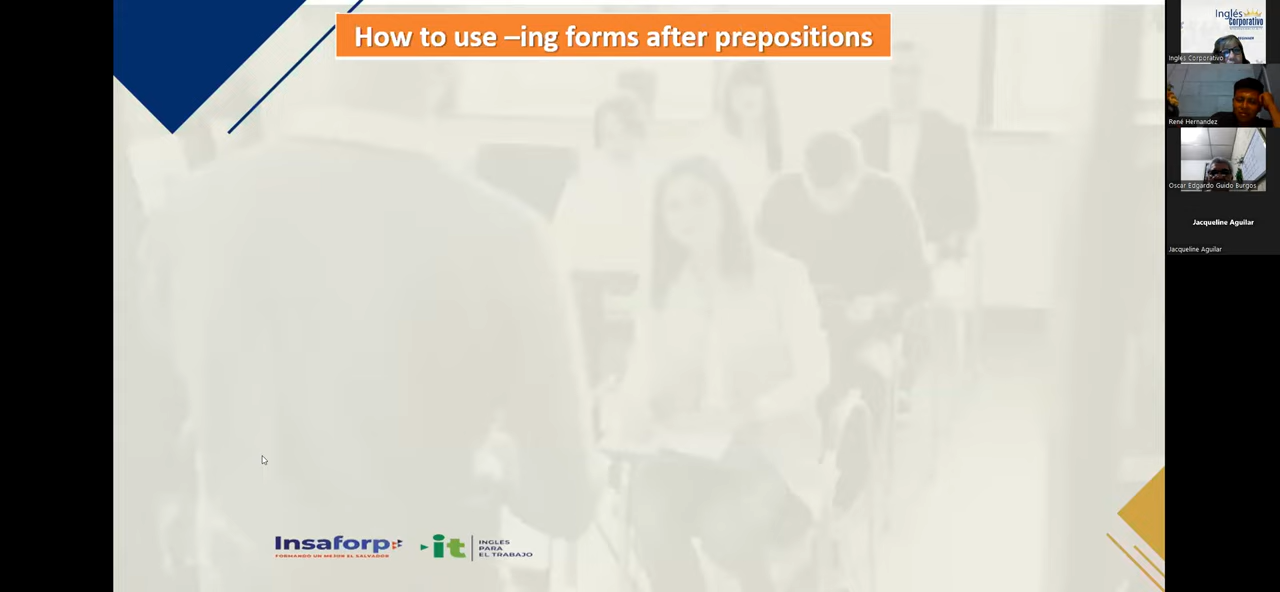 How to use –ing forms after prepositions
Inglés
Corporativo
Inglés Corporativo
René Hernandez
Oscar Edgardo Guido Burgos
Jacqueline Aguilar
Jacqueline Aguilar
Insaforp
FORMANDO UN MEJOR EL SALVADOR
it
INGLÉS
PARA
EL TRABAJO